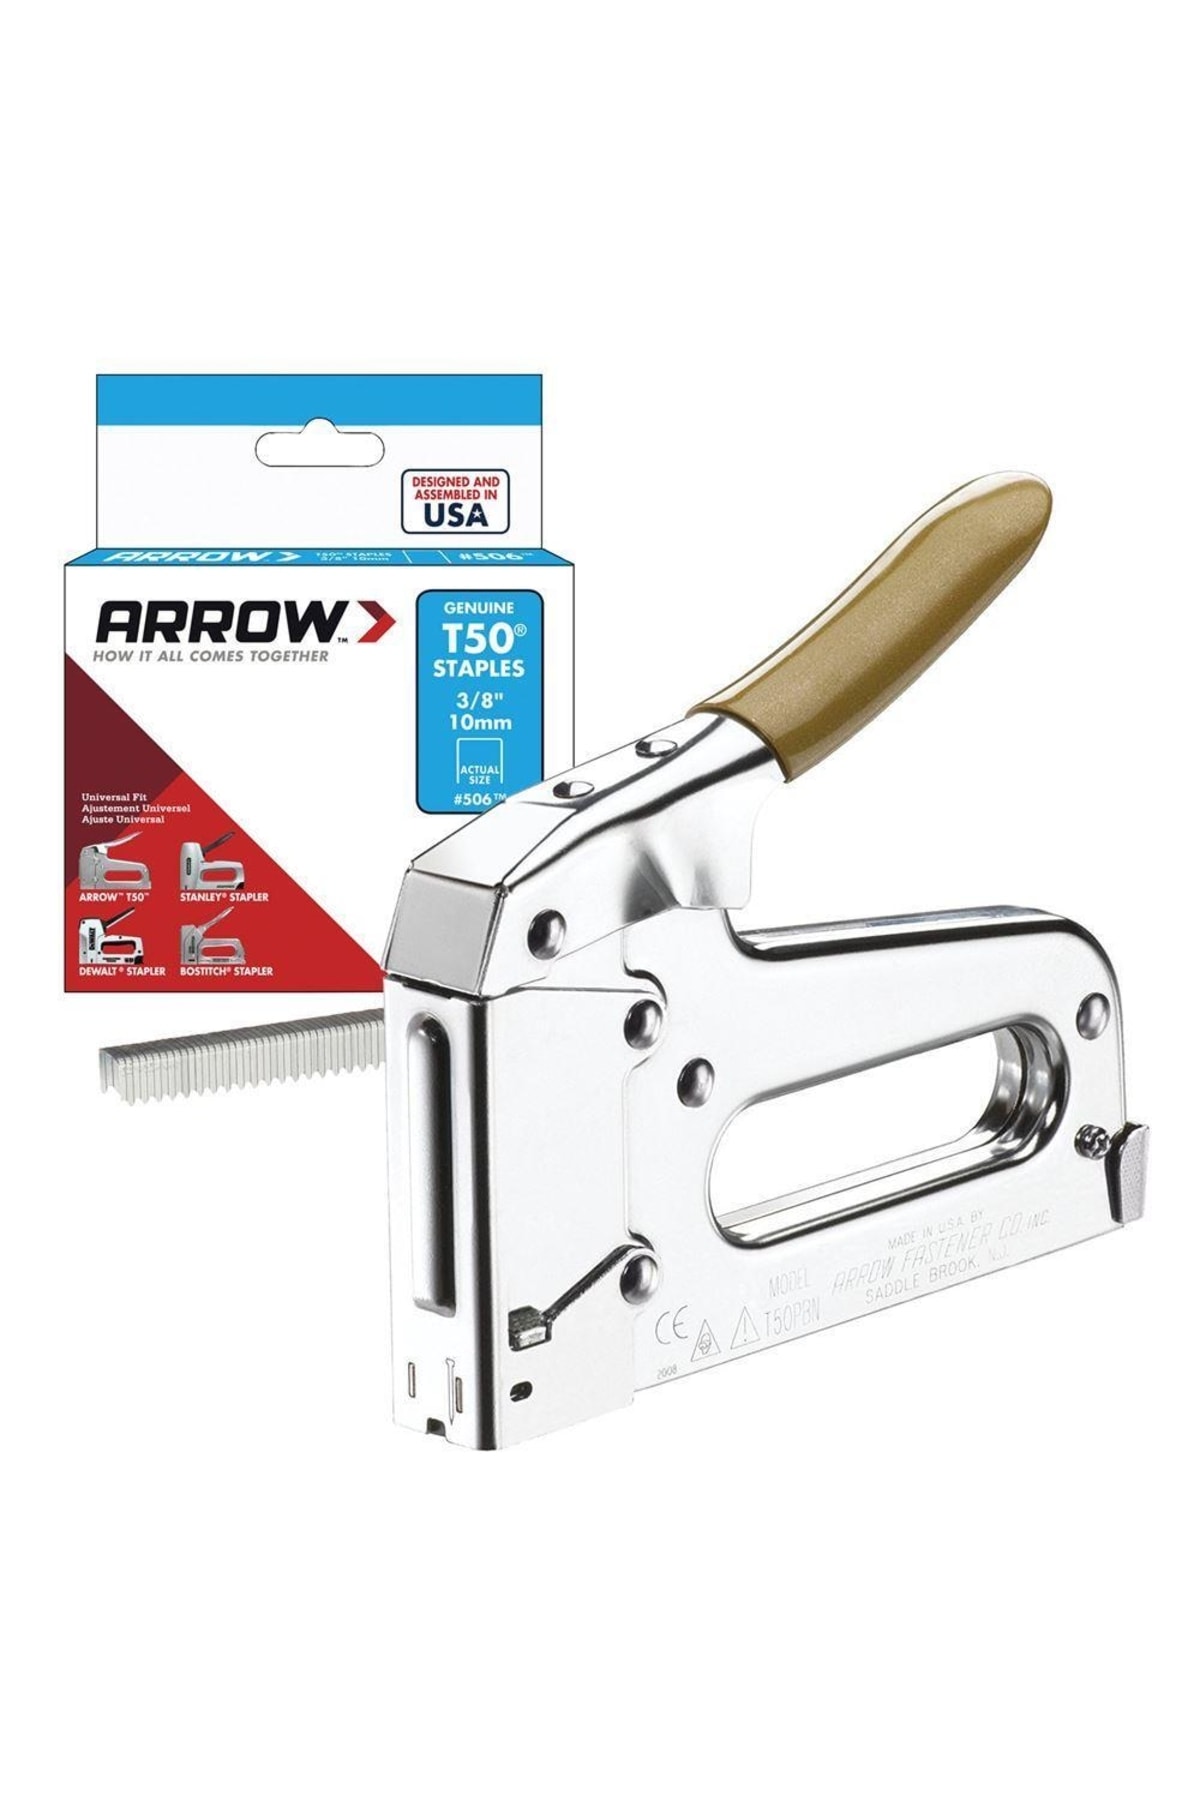 DESIGNED AND
ASSEMBLED IN
USA
ARROW
T50™ STAPLES
3/8" 10mm
#506™
ARROW™
HOW IT ALL COMES TOGETHER
GENUINE
T50®
STAPLES
3/8"
10mm
ACTUAL
SIZE
#506™
Universal Fit
Ajustement Universel
Ajuste Universal
ARROW™ T50™
STANLEY® STAPLER
DEWALT
DEWALT® STAPLER
BOSTITCH® STAPLER
MADE IN U.S.A. BY
ARROW FASTENER CO. INC.
SADDLE BROOK, N.J.
MODEL
T50PBN
CE
2008